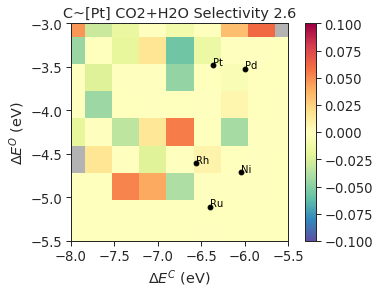 C~[Pt] CO2+H2O Selectivity 2.6
−3.0
−3.5
−4.0
−4.5
−5.0
−5.5
ΔE^O (eV)
Pt
Pd
Rh
Ni
Ru
−8.0 −7.5 −7.0 −6.5 −6.0 −5.5
ΔE^C (eV)
0.100
0.075
0.050
0.025
0.000
−0.025
−0.050
−0.075
−0.100